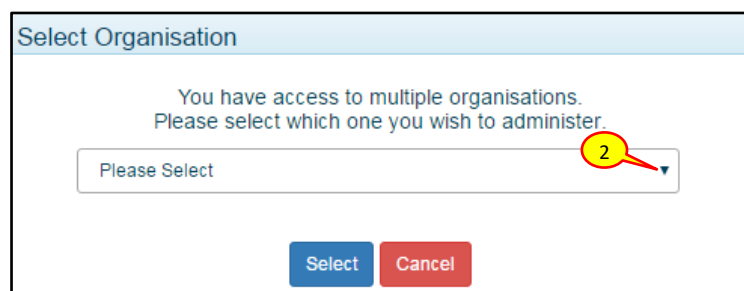 Select Organisation
You have access to multiple organisations.
Please select which one you wish to administer.
2
Please Select
Select Cancel